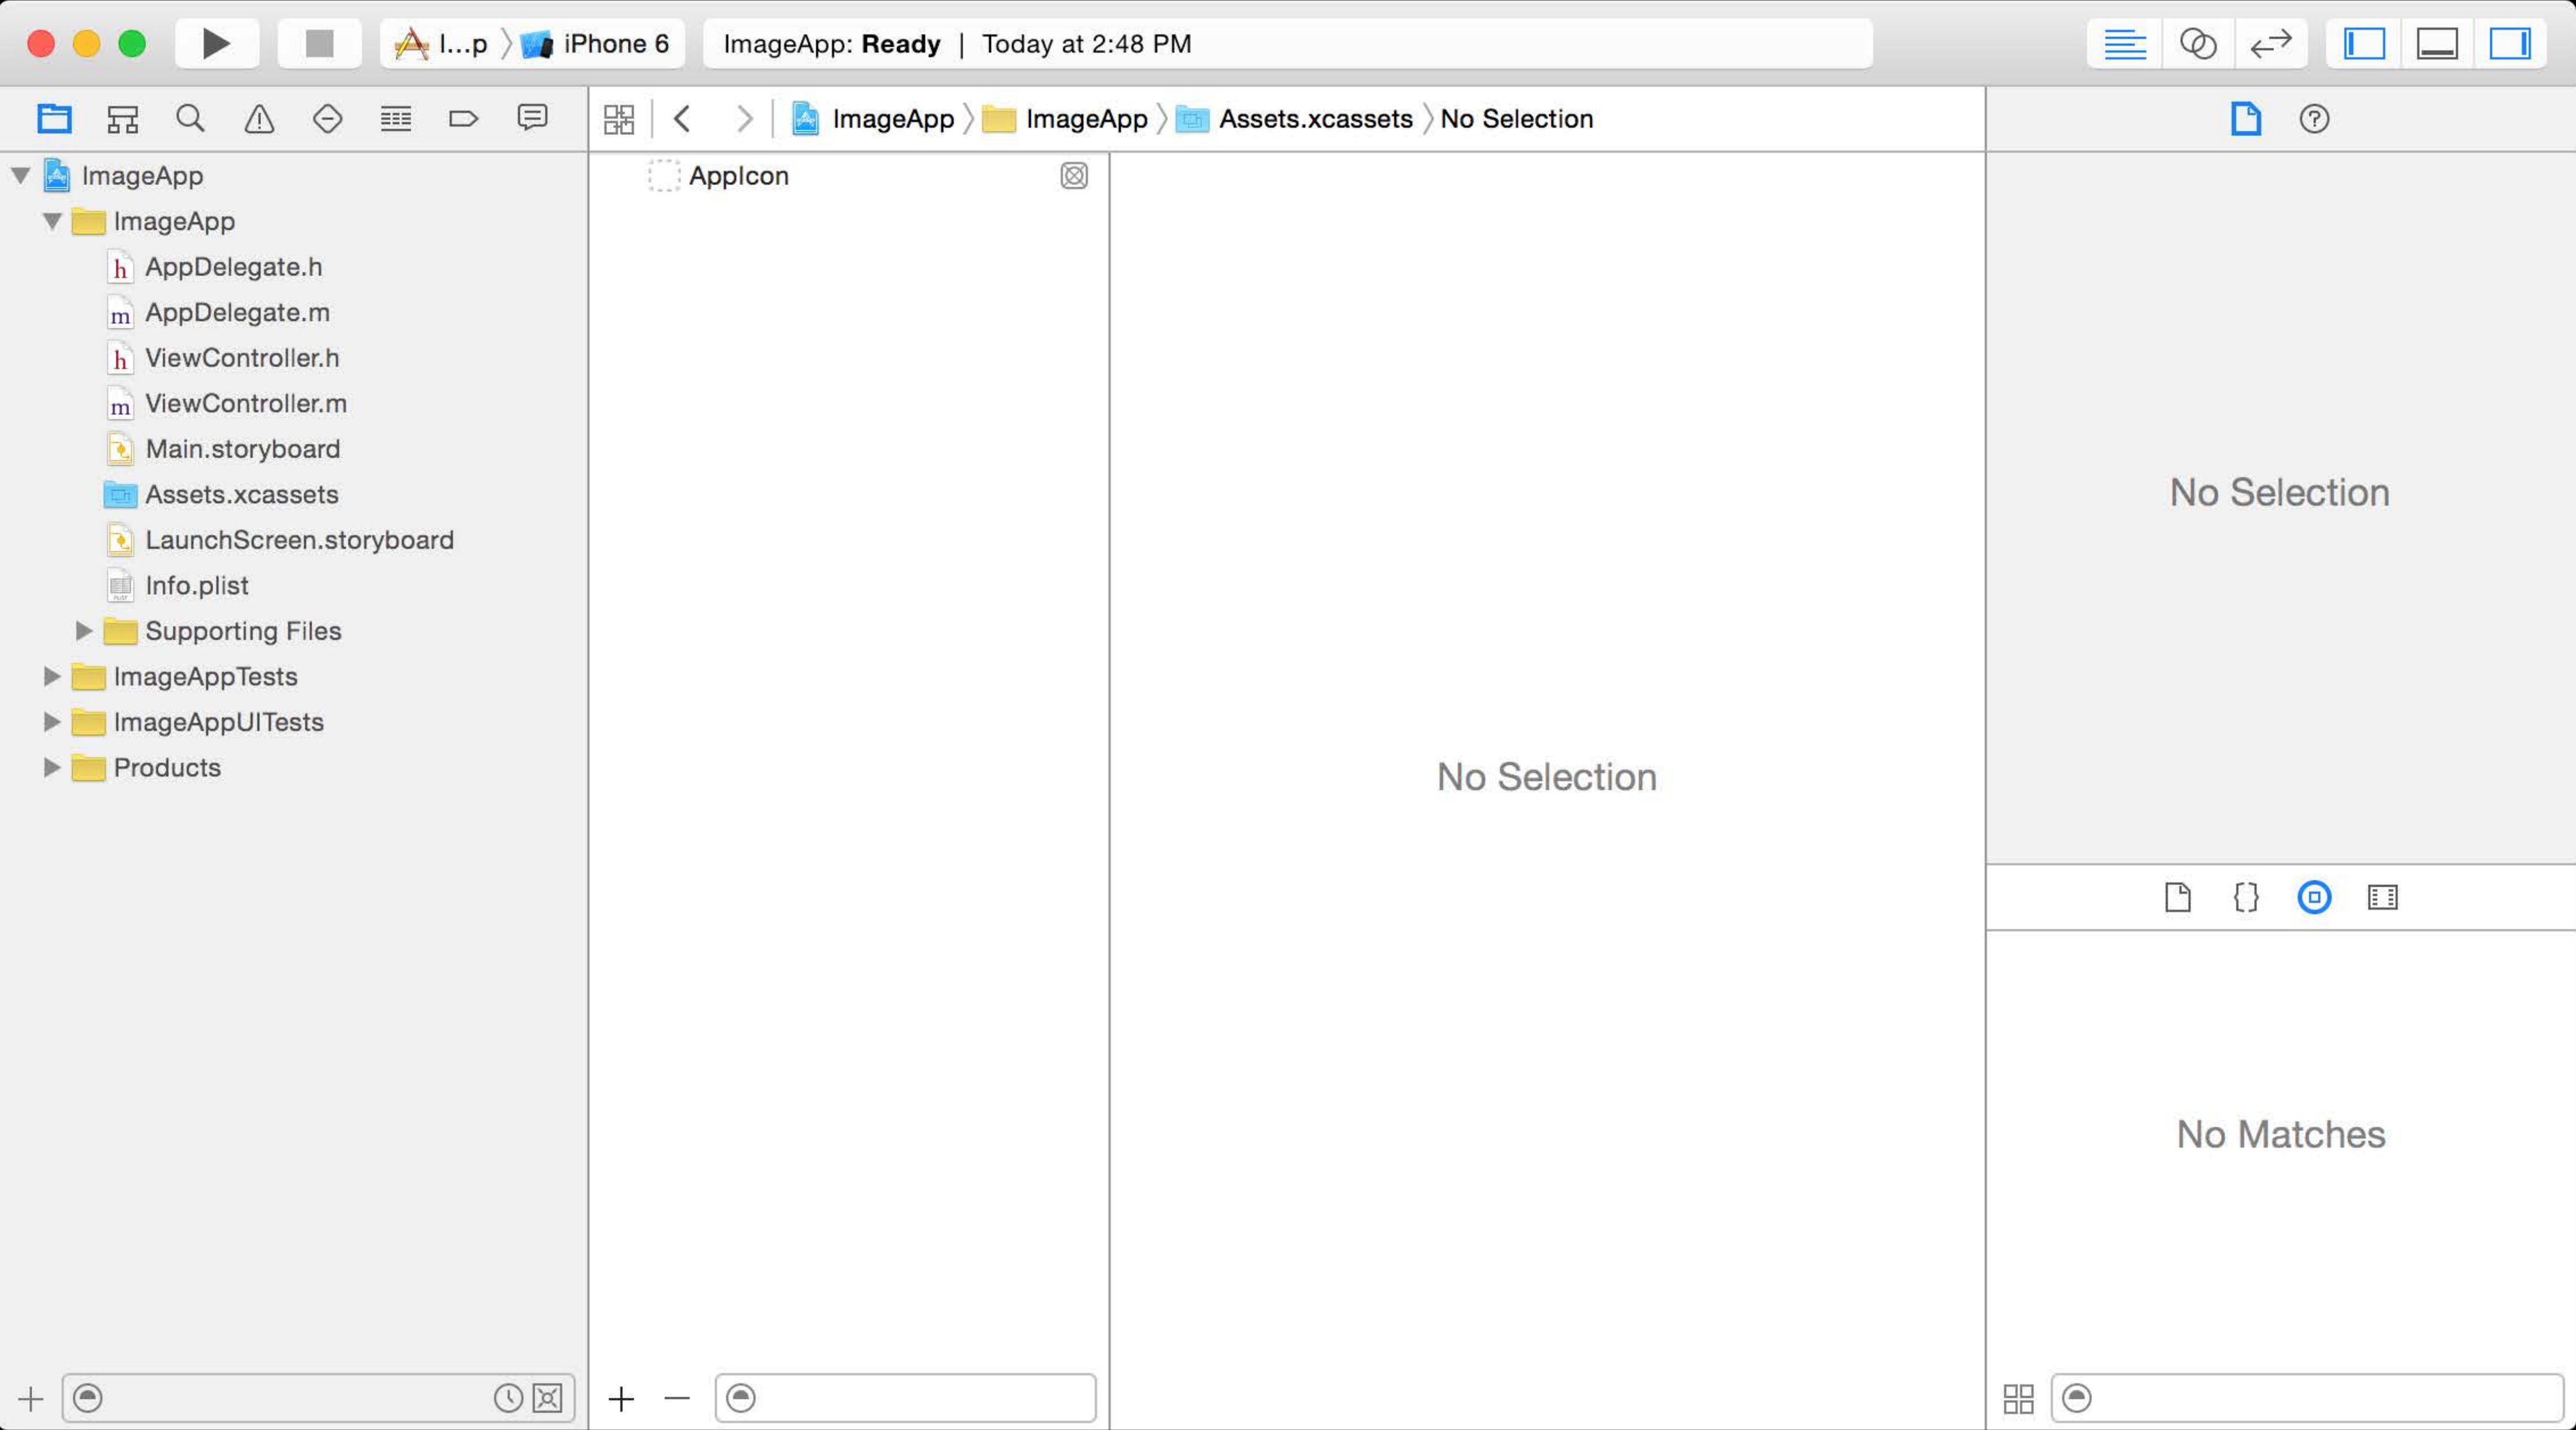 I...p iPhone 6 ImageApp: Ready | Today at 2:48 PM
ImageApp ImageApp Assets.xcassets No Selection
ImageApp
ImageApp
h AppDelegate.h
m AppDelegate.m
h ViewController.h
m ViewController.m
Main.storyboard
Assets.xcassets
LaunchScreen.storyboard
Info.plist
Supporting Files
ImageAppTests
ImageAppUITests
Products
AppIcon
No Selection
No Selection
No Matches